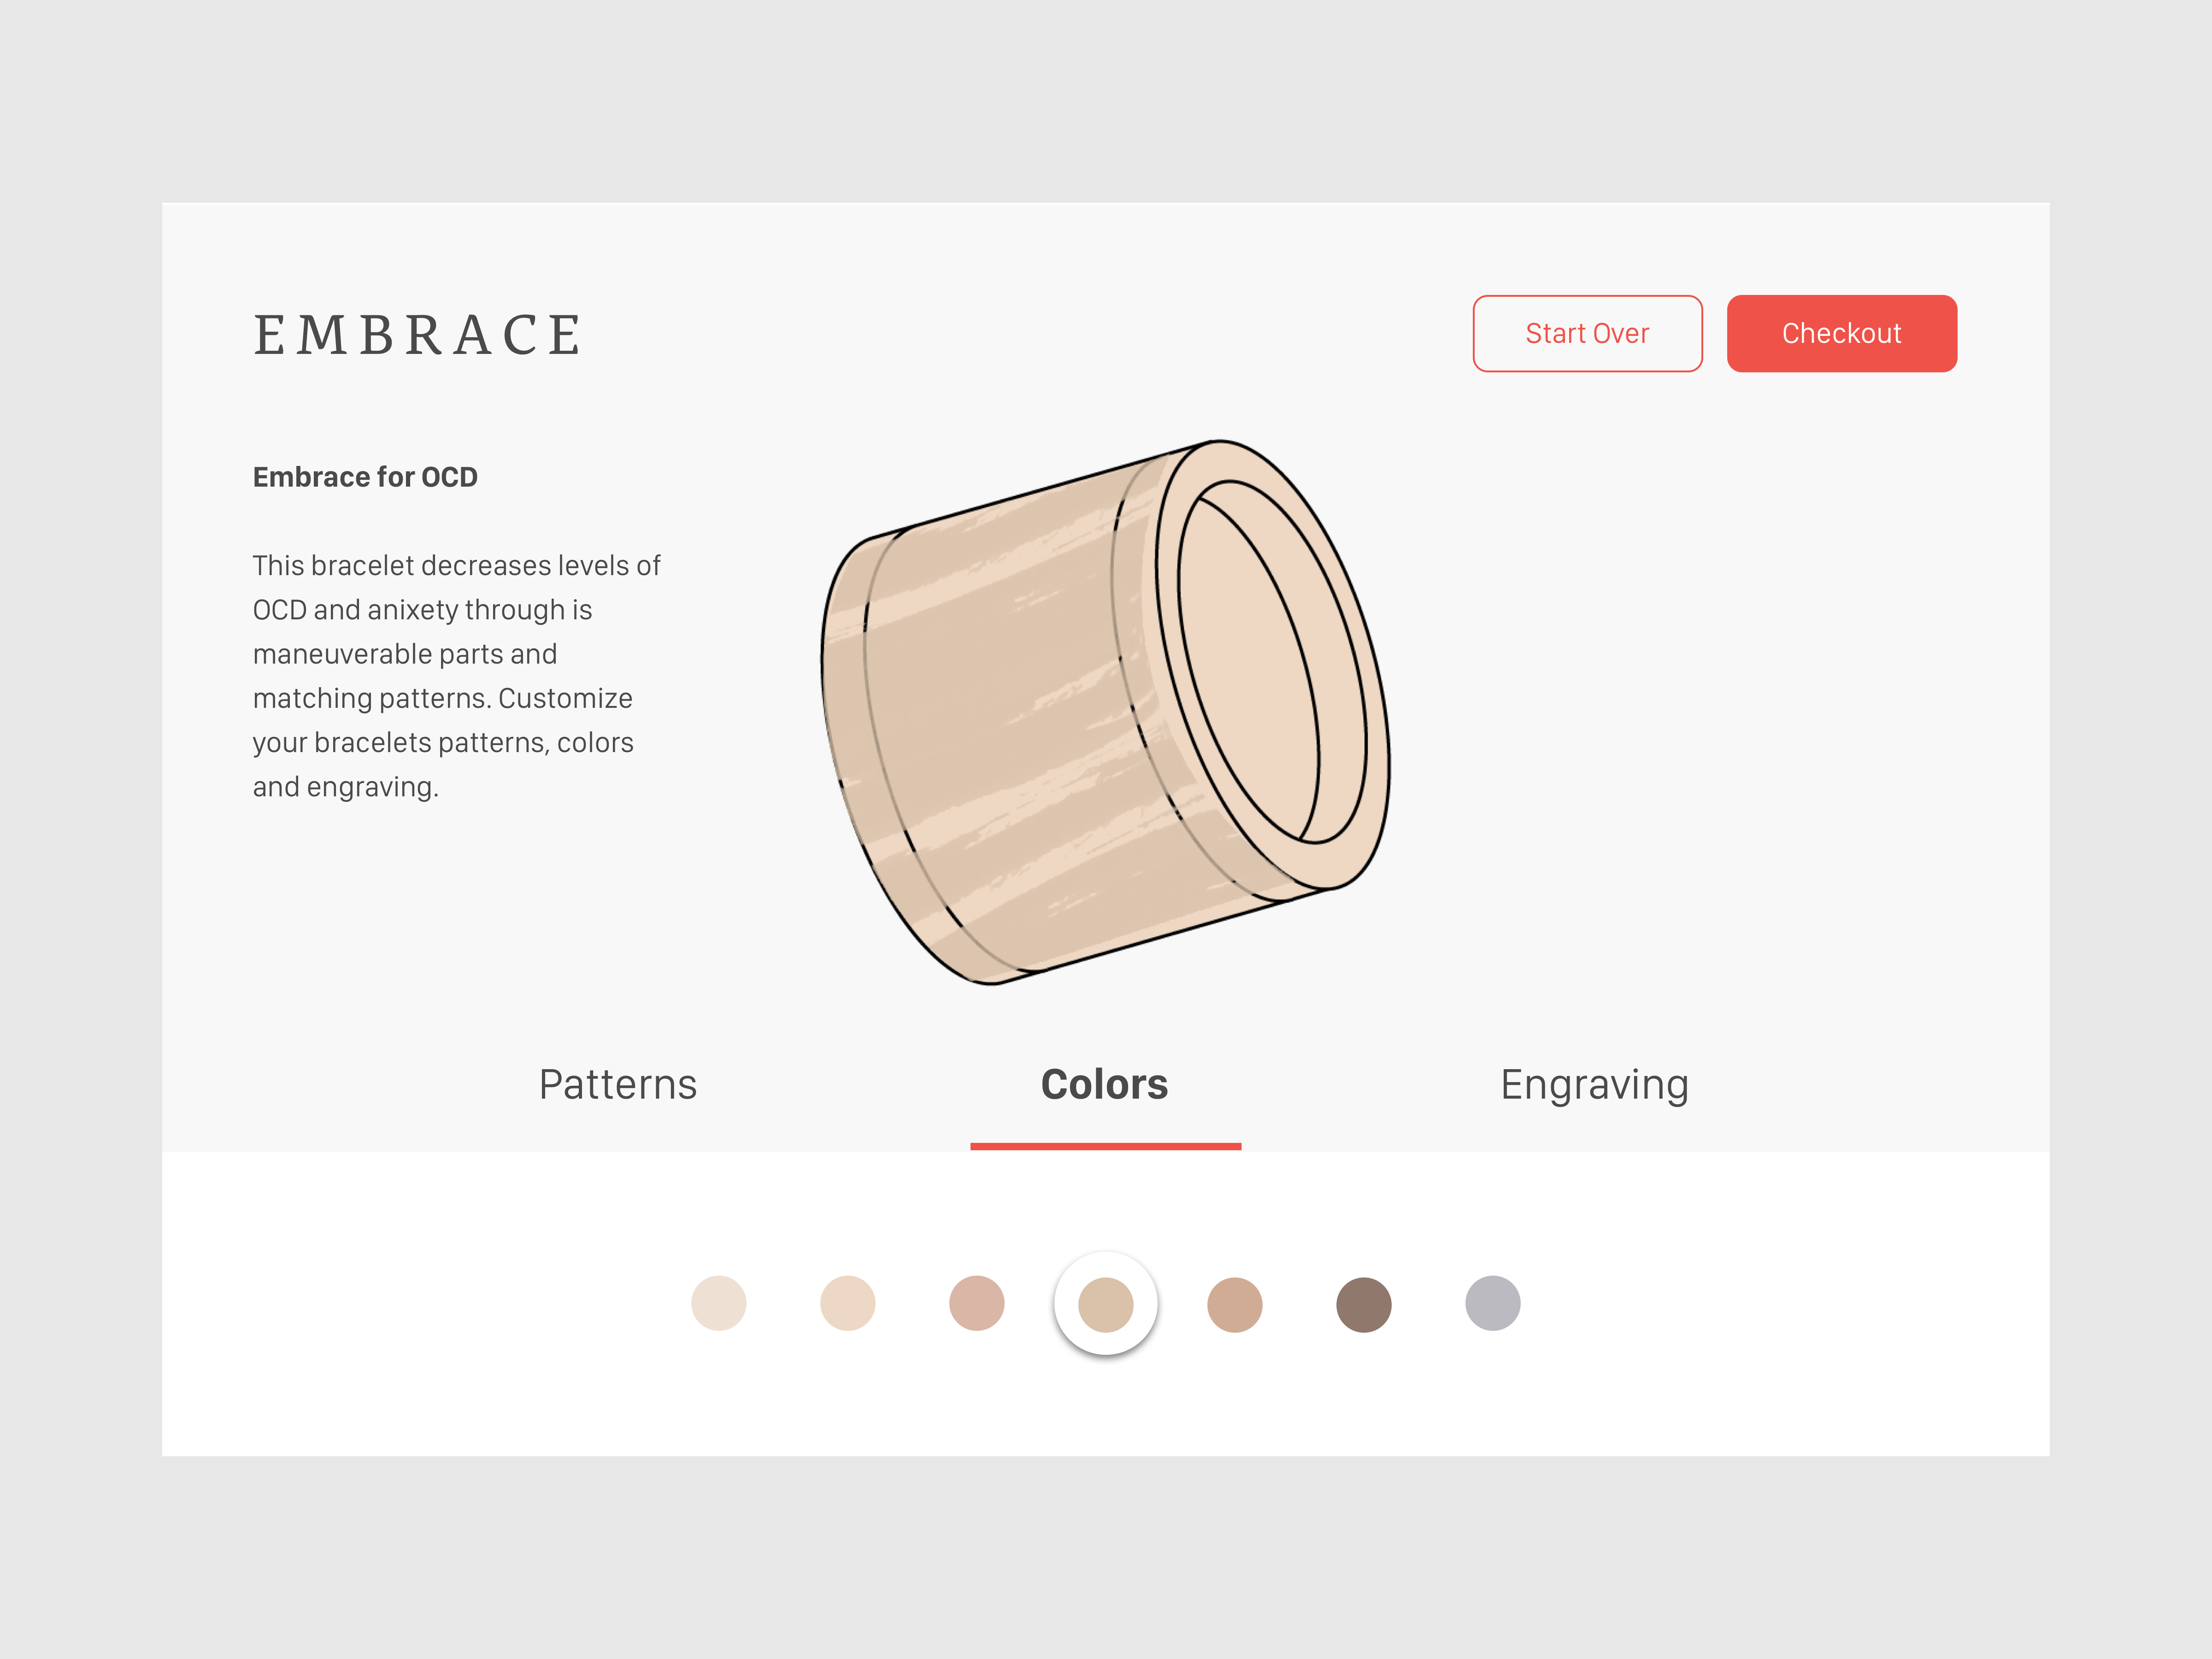 EMBRACE
Start Over
Checkout
Embrace for OCD
This bracelet decreases levels of
OCD and anixety through is
maneuverable parts and
matching patterns. Customize
your bracelets patterns, colors
and engraving.
Patterns
Colors
Engraving